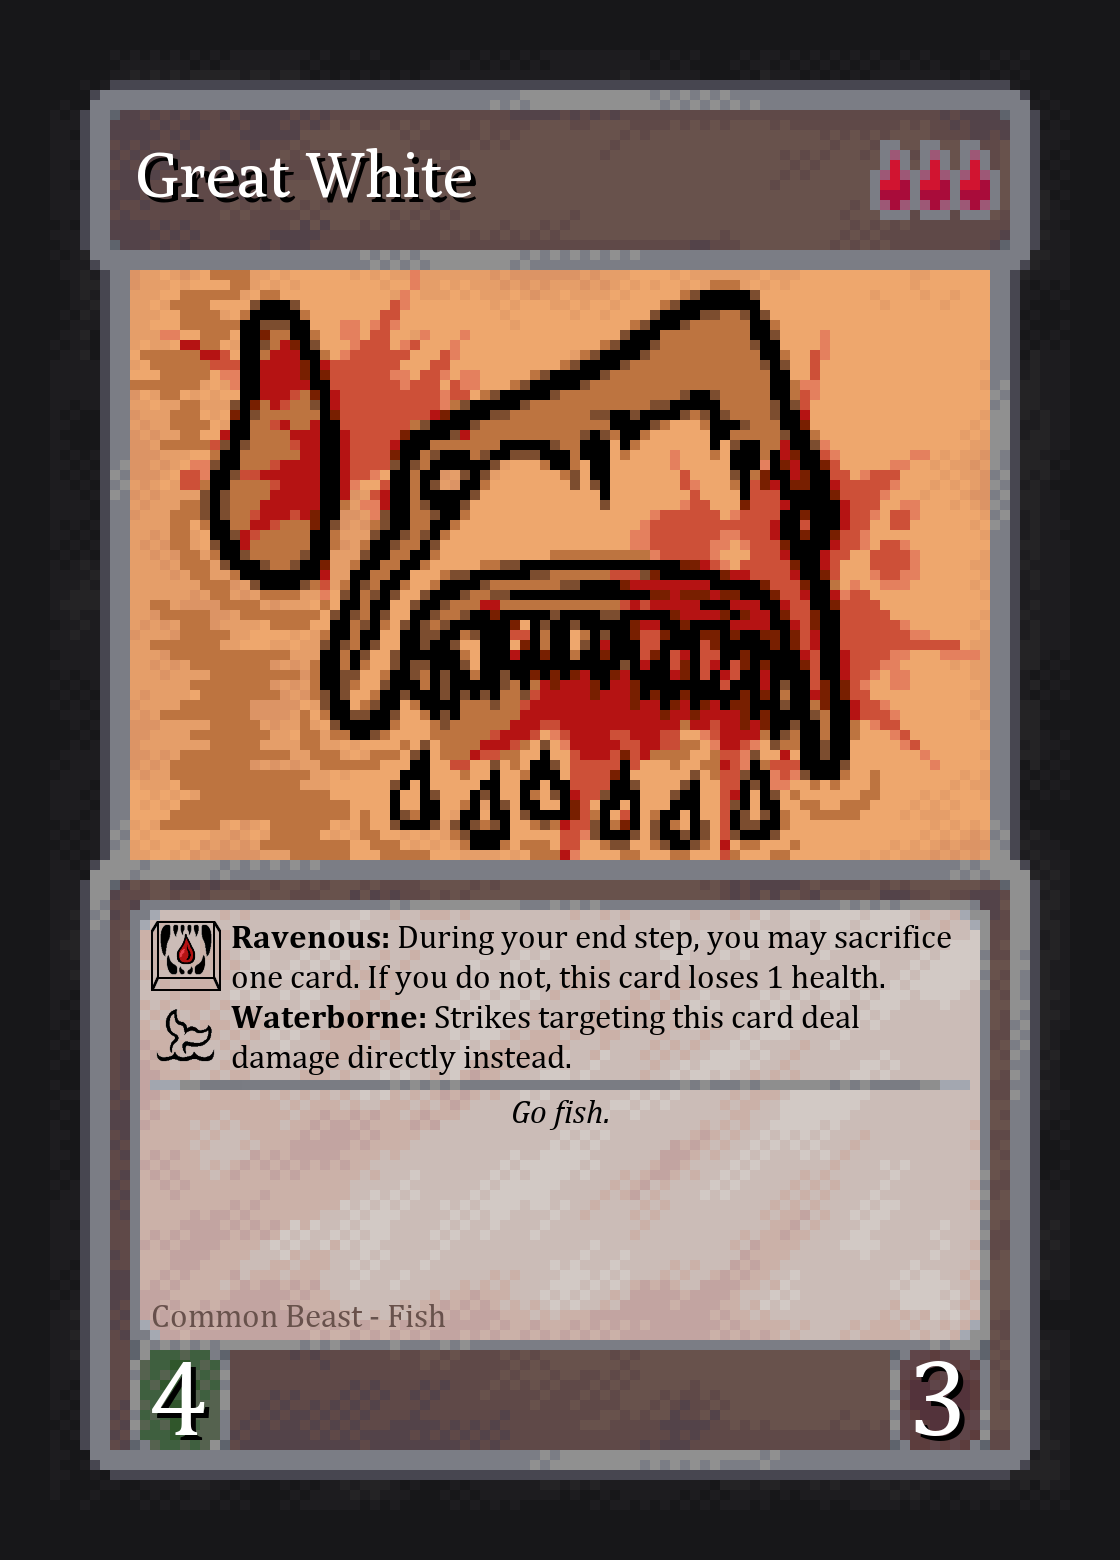 Great White
Ravenous: During your end step, you may sacrifice
one card. If you do not, this card loses 1 health.
Waterborne: Strikes targeting this card deal
damage directly instead.
Go fish.
Common Beast - Fish
4
3